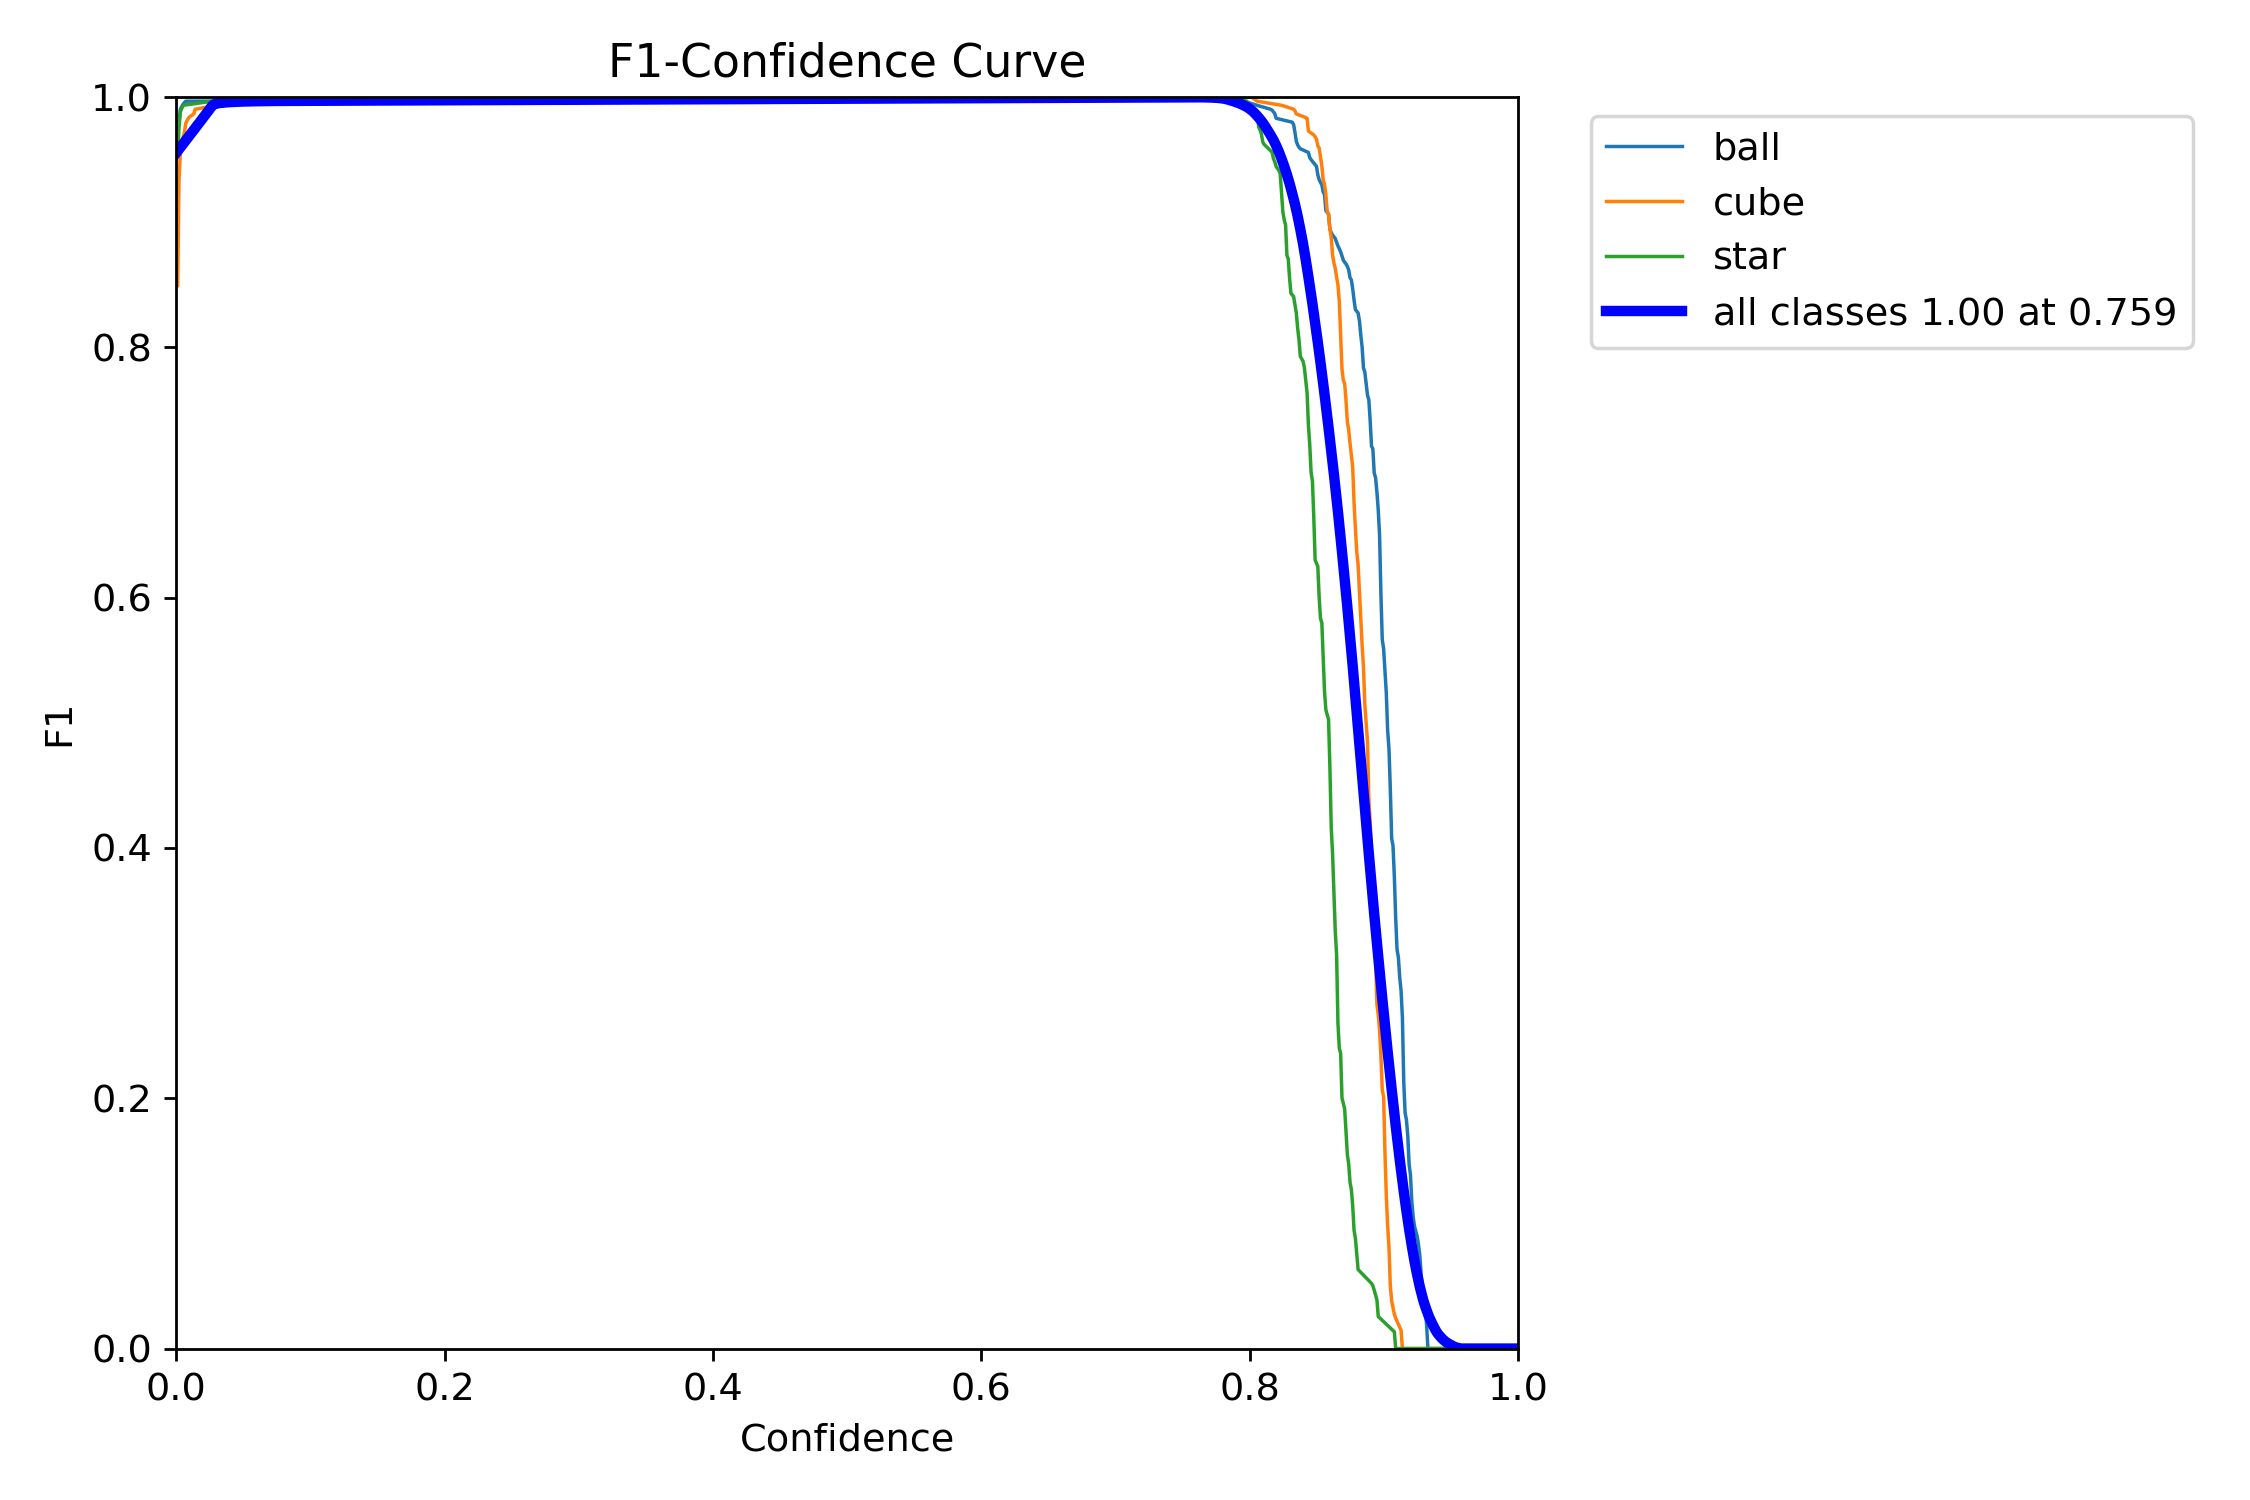 F1-Confidence Curve
1.0
0.8
0.6
0.4
0.2
0.0
F1
0.0 0.2 0.4 0.6 0.8 1.0
Confidence
ball
cube
star
all classes 1.00 at 0.759